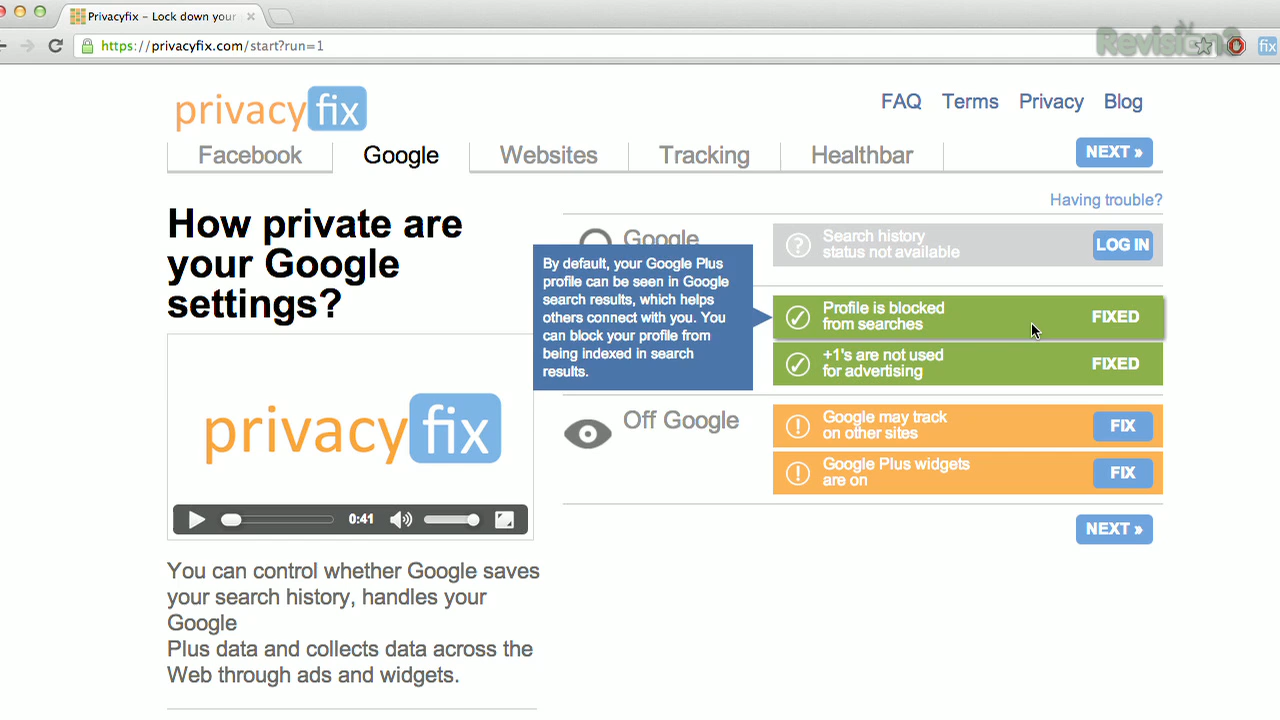 Privacyfix – Lock down your
https://privacyfix.com/start?run=1
Revision3
fix
privacyfix
FAQ Terms Privacy Blog
Facebook Google Websites Tracking Healthbar
NEXT »
Having trouble?
How private are
your Google
settings?
privacyfix
0:41
You can control whether Google saves
your search history, handles your
Google
Plus data and collects data across the
Web through ads and widgets.
Google
Search history
status not available
LOG IN
By default, your Google Plus
profile can be seen in Google
search results, which helps
others connect with you. You
can block your profile from
being indexed in search
results.
Profile is blocked
from searches
FIXED
+1's are not used
for advertising
FIXED
Off Google
Google may track
on other sites
FIX
Google Plus widgets
are on
FIX
NEXT »